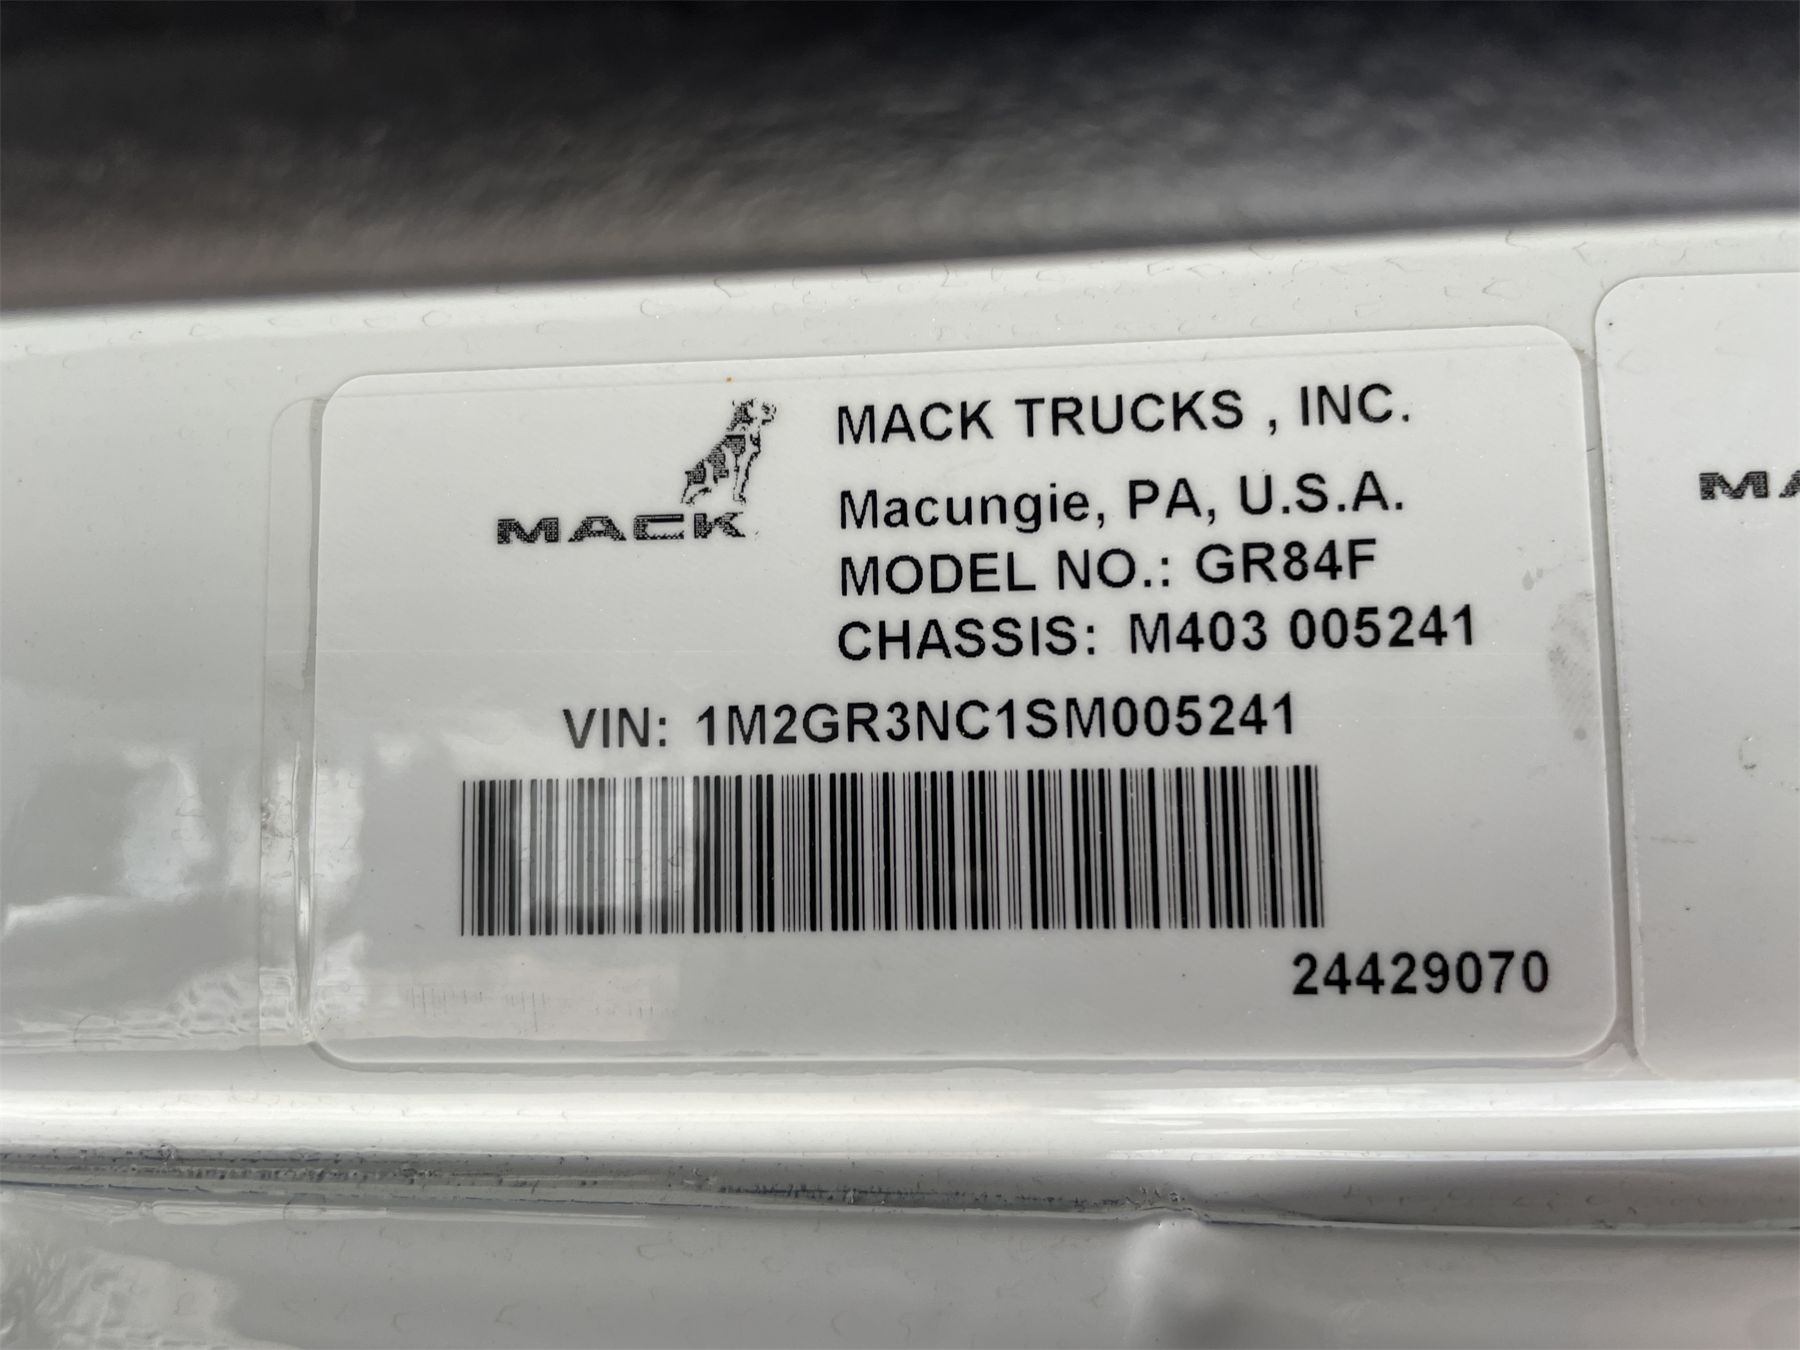 MACK
MACK TRUCKS , INC.
Macungie, PA, U.S.A.
MODEL NO.: GR84F
CHASSIS: M403 005241
VIN: 1M2GR3NC1SM005241
24429070